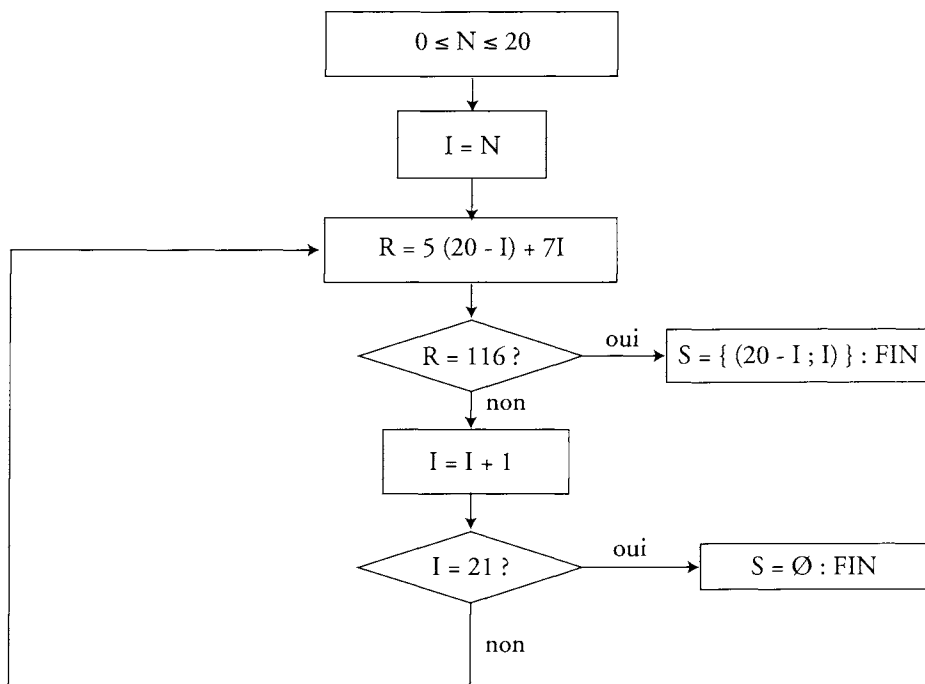 0 ≤ N ≤ 20
I = N
R = 5 (20 - I) + 7I
R = 116 ?
oui
S = { (20 - I ; I) } : FIN
non
I = I + 1
I = 21 ?
oui
S = Ø : FIN
non